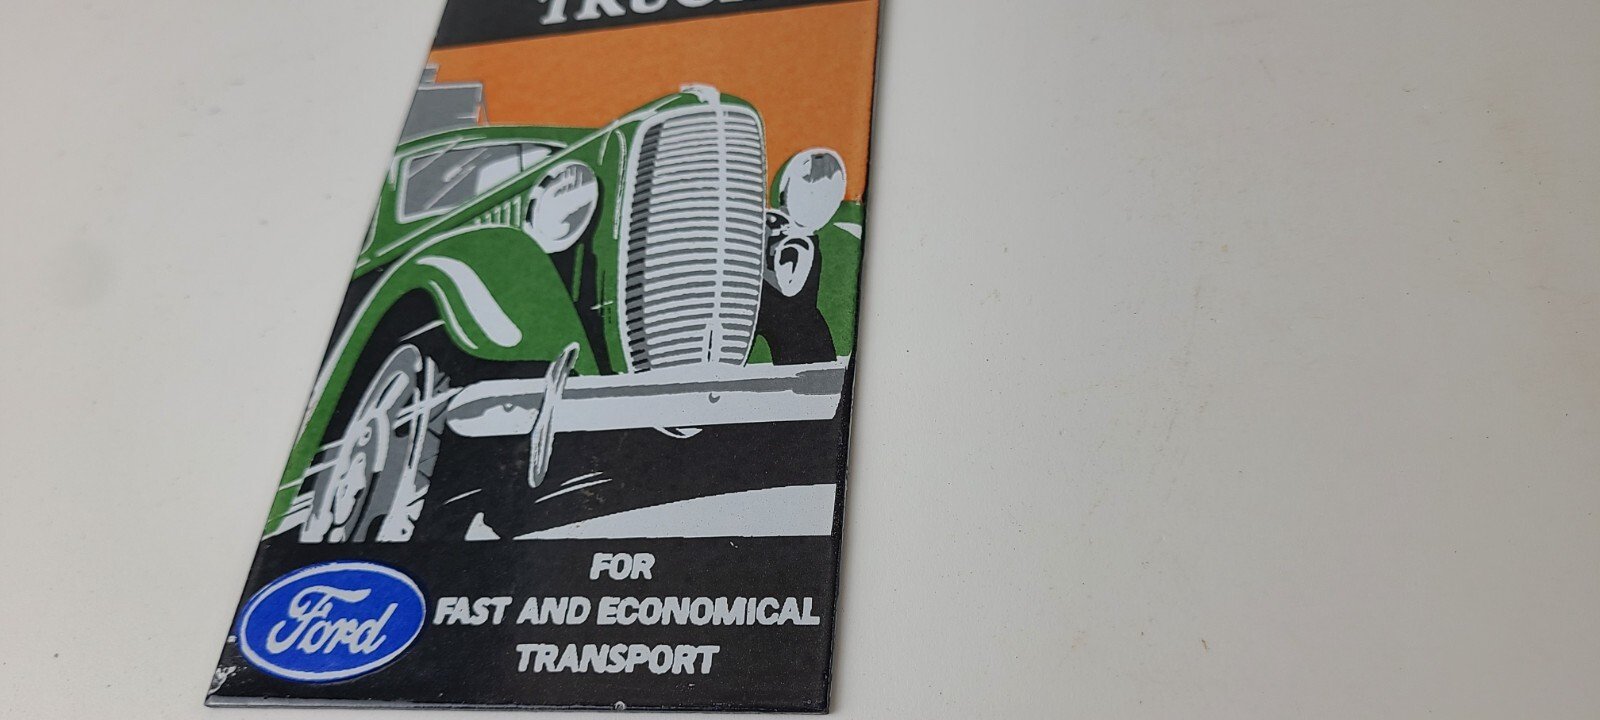 Ford
FOR
FAST AND ECONOMICAL
TRANSPORT